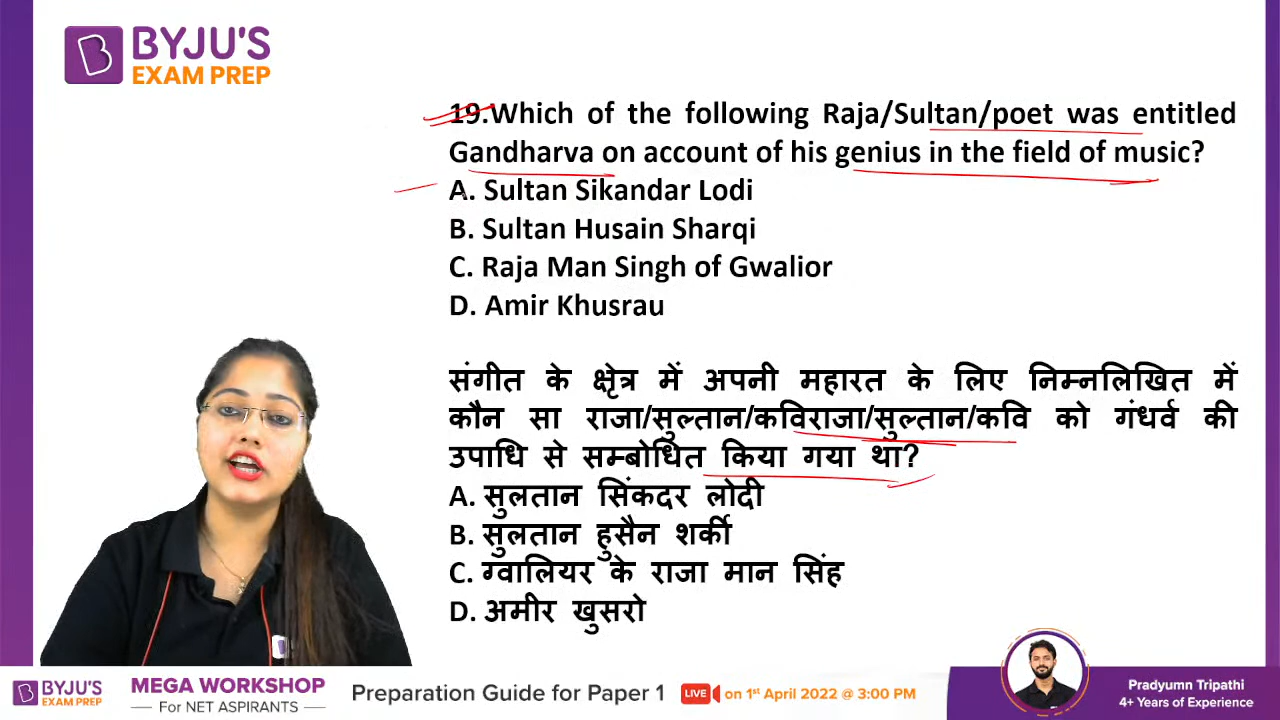 BYJU'S
EXAM PREP
19.Which of the following Raja/Sultan/poet was entitled
Gandharva on account of his genius in the field of music?
A. Sultan Sikandar Lodi
B. Sultan Husain Sharqi
C. Raja Man Singh of Gwalior
D. Amir Khusrau
संगीत के क्षेत्र में अपनी महारत के लिए निम्नलिखित में
कौन सा राजा/सुल्तान/कविराजा/सुल्तान/कवि को गंधर्व की
उपाधि से सम्बोधित किया गया था?
A. सुलतान सिंकदर लोदी
B. सुलतान हुसैन शर्की
C. ग्वालियर के राजा मान सिंह
D. अमीर खुसरो
BYJU'S
EXAM PREP
MEGA WORKSHOP
For NET ASPIRANTS
Preparation Guide for Paper 1
LIVE
on 1st April 2022 @ 3:00 PM
Pradyumn Tripathi
4+ Years of Experience